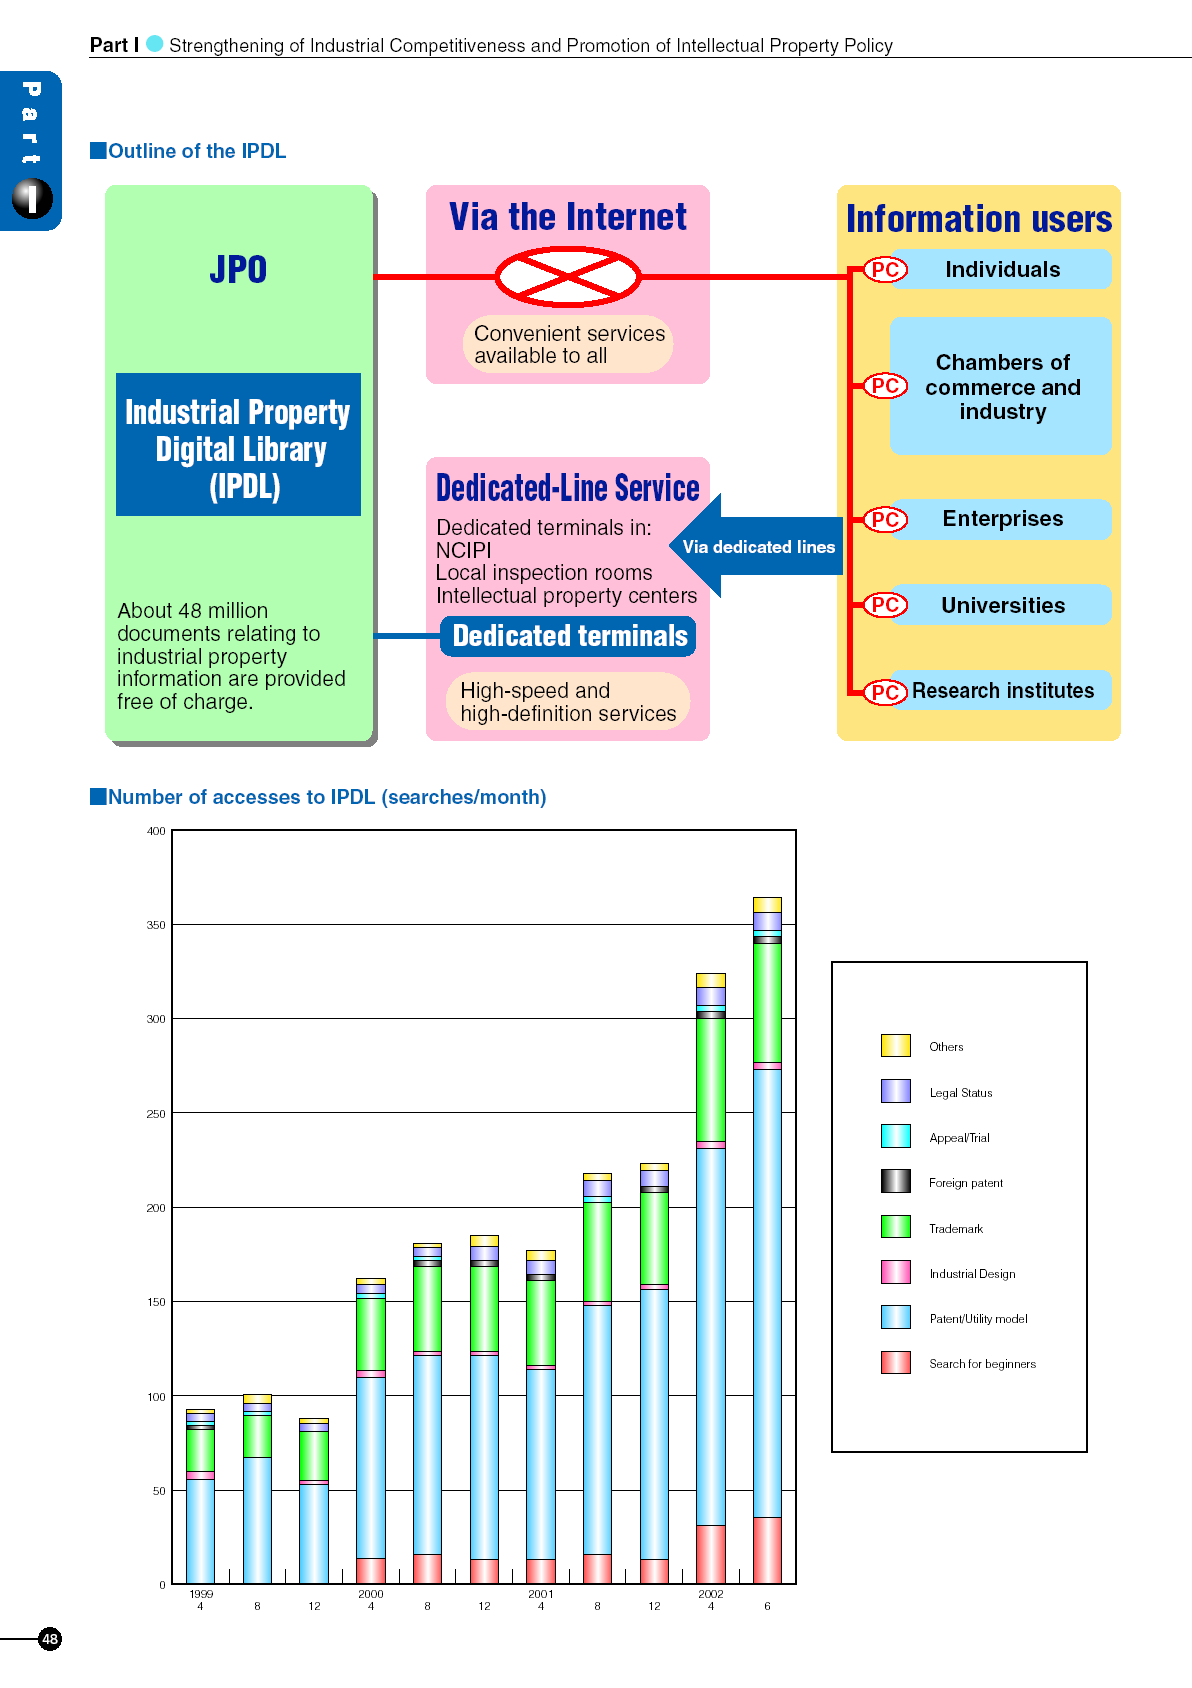 Part I ● Strengthening of Industrial Competitiveness and Promotion of Intellectual Property Policy
Part
I
■Outline of the IPDL
JPO
Industrial Property
Digital Library
(IPDL)
About 48 million
documents relating to
industrial property
information are provided
free of charge.
Via the Internet
Convenient services
available to all
Dedicated-Line Service
Dedicated terminals in:
NCIPI
Local inspection rooms
Intellectual property centers
Dedicated terminals
High-speed and
high-definition services
Via dedicated lines
Information users
PC Individuals
PC Chambers of
commerce and
industry
PC Enterprises
PC Universities
PC Research institutes
■Number of accesses to IPDL (searches/month)
400
350
300
250
200
150
100
50
0
1999 2000 2001 2002
4 8 12 4 8 12 4 8 12 4 6
Others
Legal Status
Appeal/Trial
Foreign patent
Trademark
Industrial Design
Patent/Utility model
Search for beginners
48